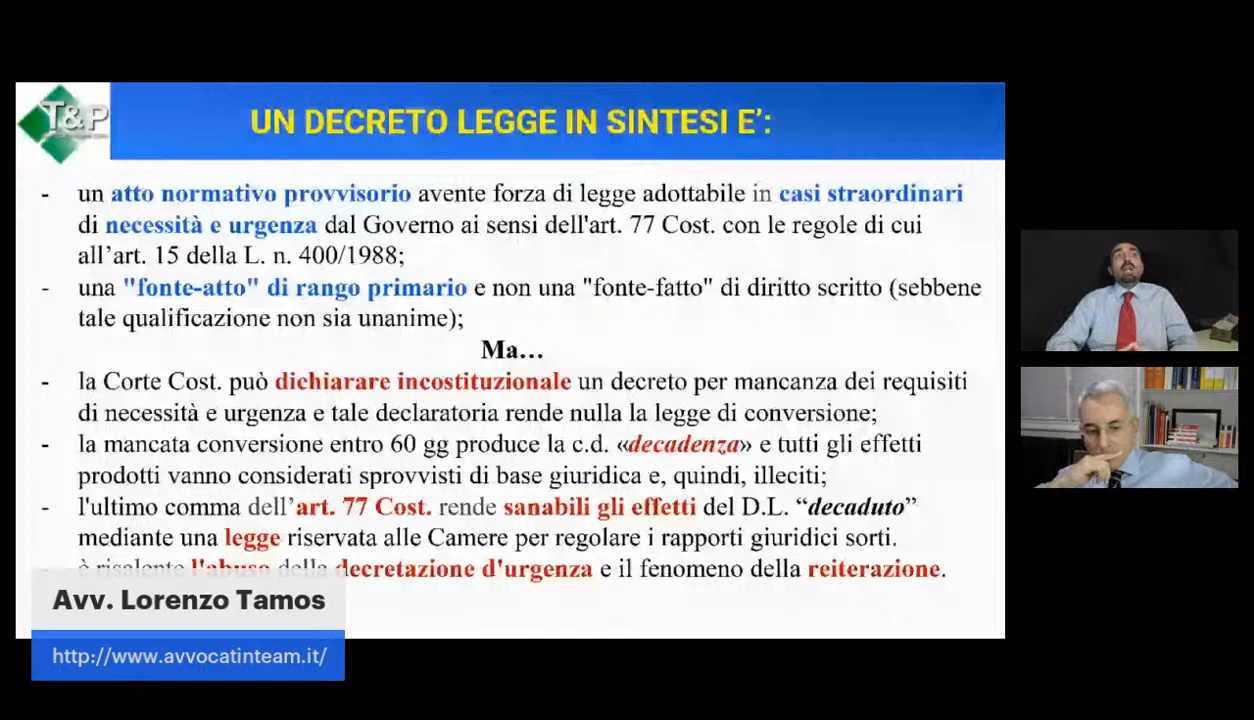 T&P
UN DECRETO LEGGE IN SINTESI E’:
- un atto normativo provvisorio avente forza di legge adottabile in casi straordinari
di necessità e urgenza dal Governo ai sensi dell'art. 77 Cost. con le regole di cui
all’art. 15 della L. n. 400/1988;
- una "fonte-atto" di rango primario e non una "fonte-fatto" di diritto scritto (sebbene
tale qualificazione non sia unanime);
Ma…
- la Corte Cost. può dichiarare incostituzionale un decreto per mancanza dei requisiti
di necessità e urgenza e tale declaratoria rende nulla la legge di conversione;
- la mancata conversione entro 60 gg produce la c.d. «decadenza» e tutti gli effetti
prodotti vanno considerati sprovvisti di base giuridica e, quindi, illeciti;
- l'ultimo comma dell’art. 77 Cost. rende sanabili gli effetti del D.L. “decaduto”
mediante una legge riservata alle Camere per regolare i rapporti giuridici sorti.
- è risalente l'abuso della decretazione d'urgenza e il fenomeno della reiterazione.
Avv. Lorenzo Tamos
http://www.avvocatinteam.it/